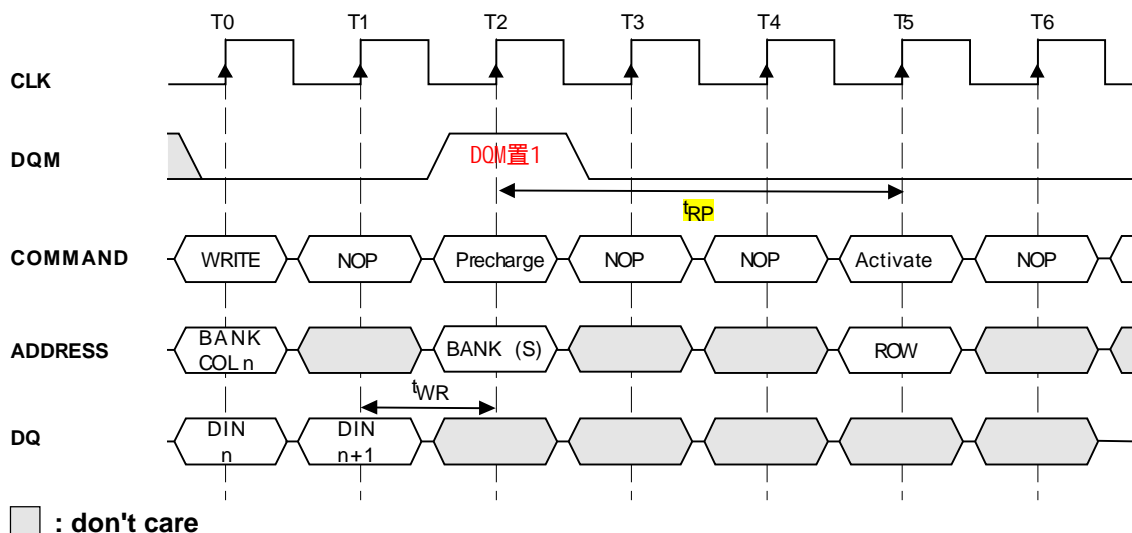 T0 T1 T2 T3 T4 T5 T6
CLK
DQM
DQM置1
tRP
COMMAND
WRITE NOP Precharge NOP NOP Activate NOP
ADDRESS
BANK
COL n
BANK (S)
ROW
tWR
DQ
DIN
n
DIN
n+1
: don't care